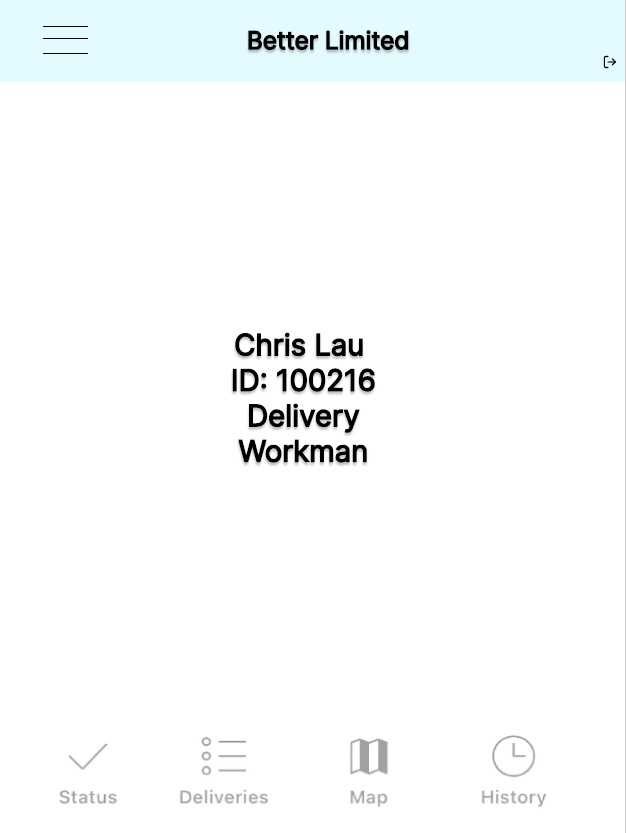 Better Limited
Chris Lau
ID: 100216
Delivery
Workman
Status
Deliveries
Map
History